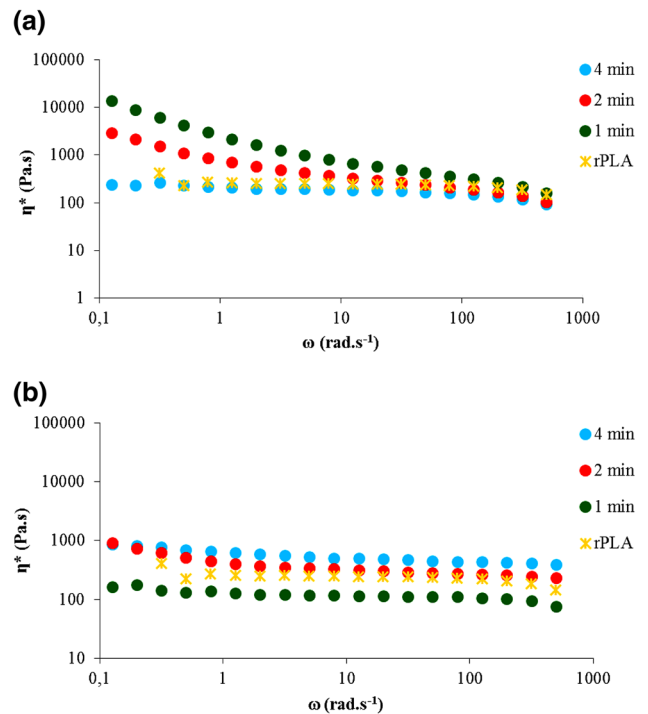 (a)
100000
10000
1000
100
10
1
0,1
1
10
100
1000
η* (Pa.s)
ω (rad.s-1)
4 min
2 min
1 min
rPLA
(b)
100000
10000
1000
100
10
0,1
1
10
100
1000
η* (Pa.s)
ω (rad.s-1)
4 min
2 min
1 min
rPLA